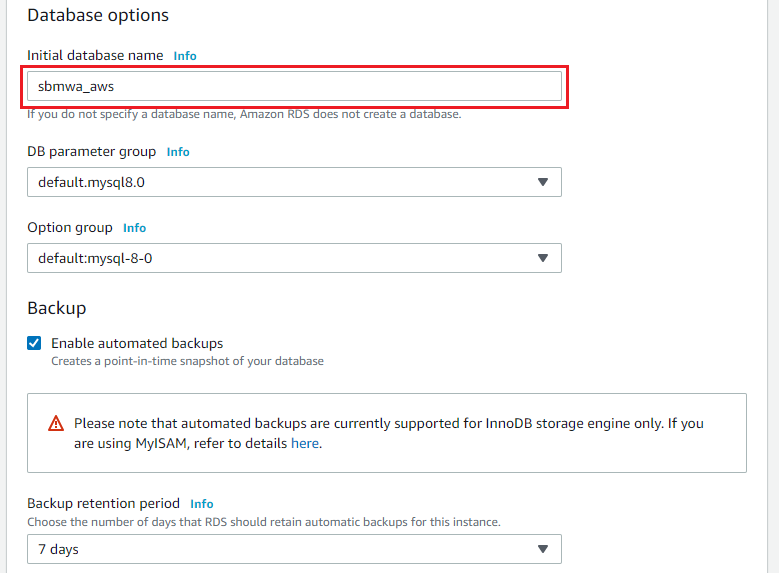 Database options
Initial database name Info
sbmwa_aws
If you do not specify a database name, Amazon RDS does not create a database.
DB parameter group Info
default.mysql8.0
Option group Info
default:mysql-8-0
Backup
Enable automated backups
Creates a point-in-time snapshot of your database
Please note that automated backups are currently supported for InnoDB storage engine only. If you
are using MyISAM, refer to details here.
Backup retention period Info
Choose the number of days that RDS should retain automatic backups for this instance.
7 days